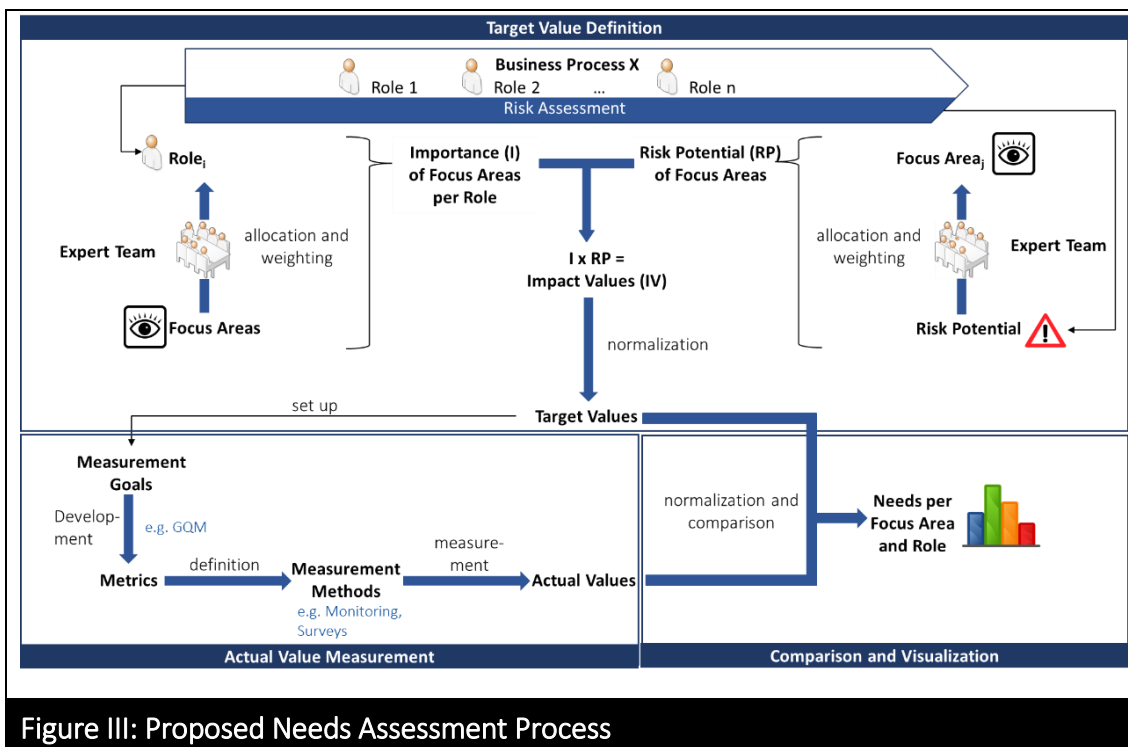 Target Value Definition
Business Process X
Role 1
Role 2
...
Role n
Risk Assessment
Role i
Expert Team
allocation and
weighting
Focus Areas
Importance (I)
of Focus Areas
per Role
Risk Potential (RP)
of Focus Areas
I x RP =
Impact Values (IV)
normalization
Focus Area j
allocation and
weighting
Expert Team
Risk Potential
set up
Target Values
Measurement
Goals
Develop-
ment
e.g. GQM
Metrics
definition
Measurement
Methods
e.g. Monitoring,
Surveys
measure-
ment
Actual Values
normalization and
comparison
Needs per
Focus Area
and Role
Actual Value Measurement
Comparison and Visualization
Figure III: Proposed Needs Assessment Process